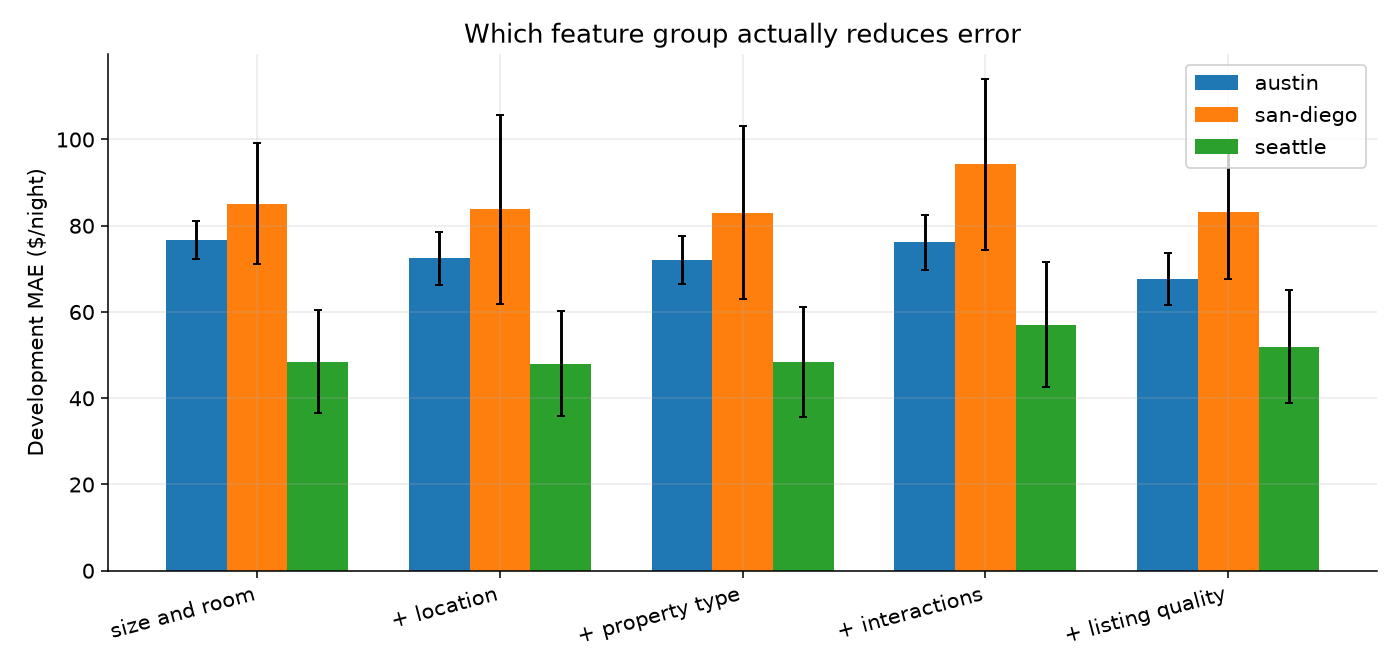 Which feature group actually reduces error
austin
san-diego
seattle
Development MAE ($/night)
100
80
60
40
20
0
size and room
+ location
+ property type
+ interactions
+ listing quality